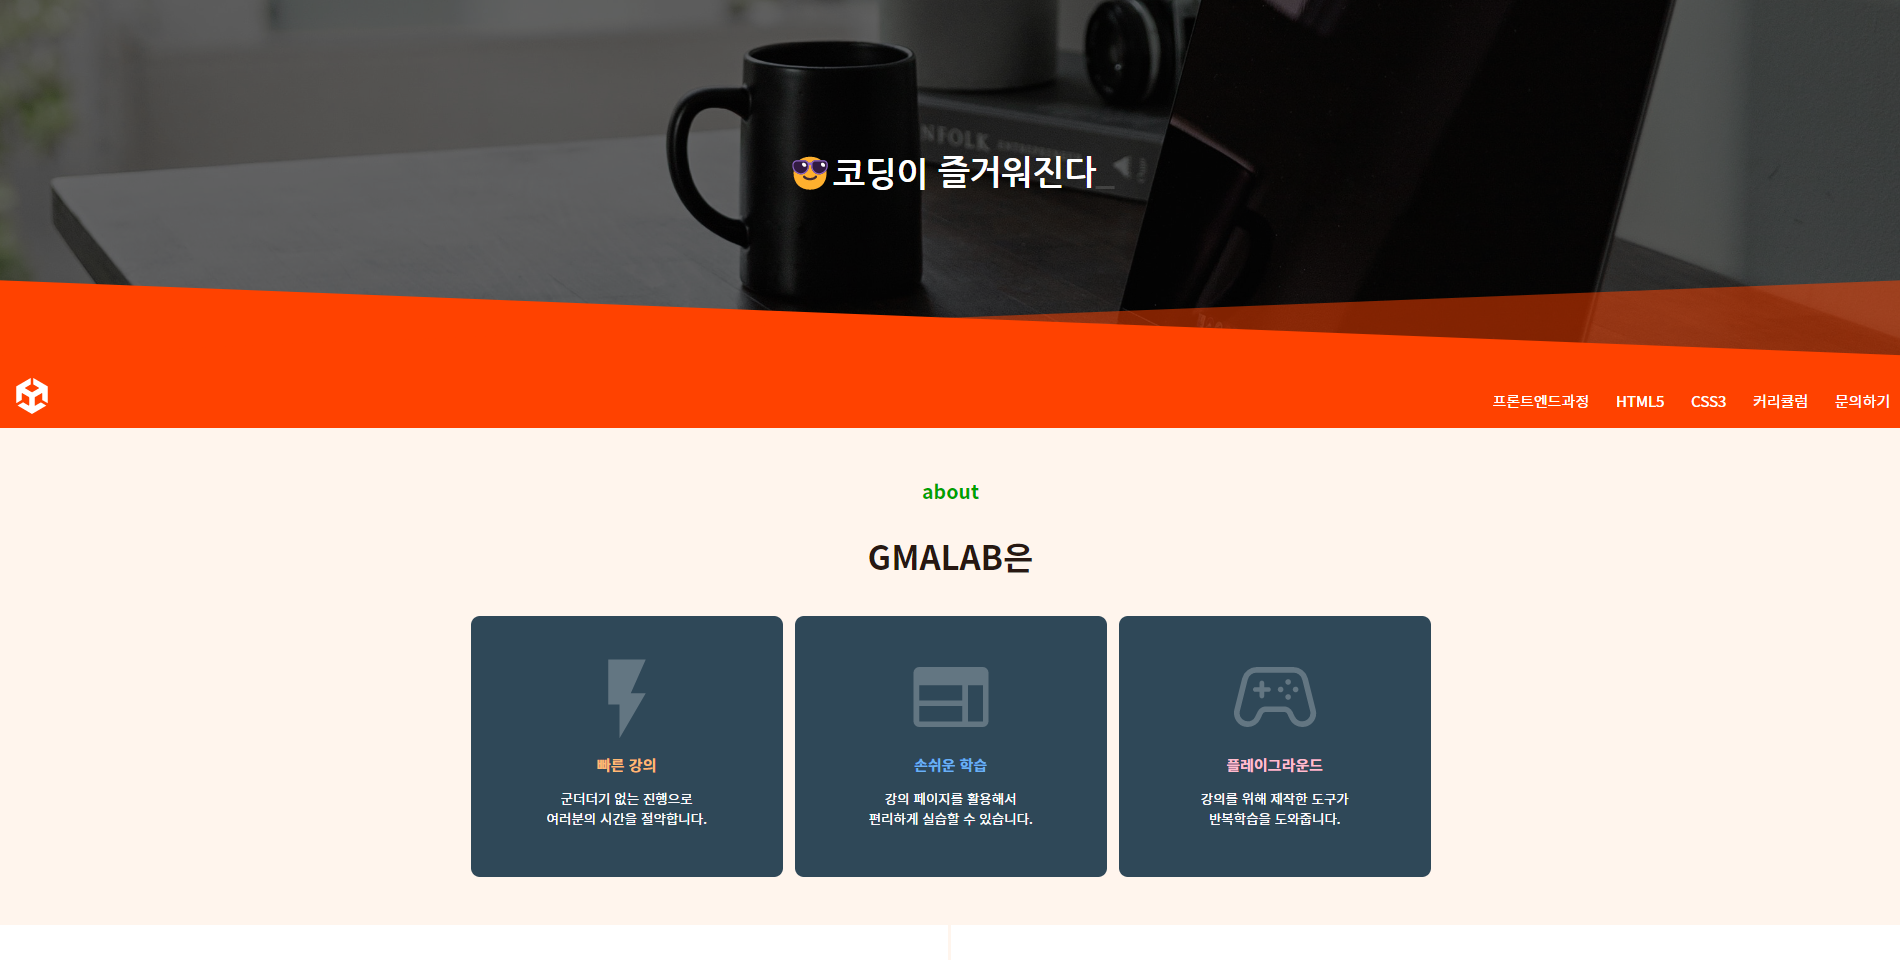 NFOLK
😎코딩이 즐거워진다_
프론트엔드과정 HTML5 CSS3 커리큘럼 문의하기
about
GMALAB은
빠른 강의
군더더기 없는 진행으로
여러분의 시간을 절약합니다.
손쉬운 학습
강의 페이지를 활용해서
편리하게 실습할 수 있습니다.
플레이그라운드
강의를 위해 제작한 도구가
반복학습을 도와줍니다.